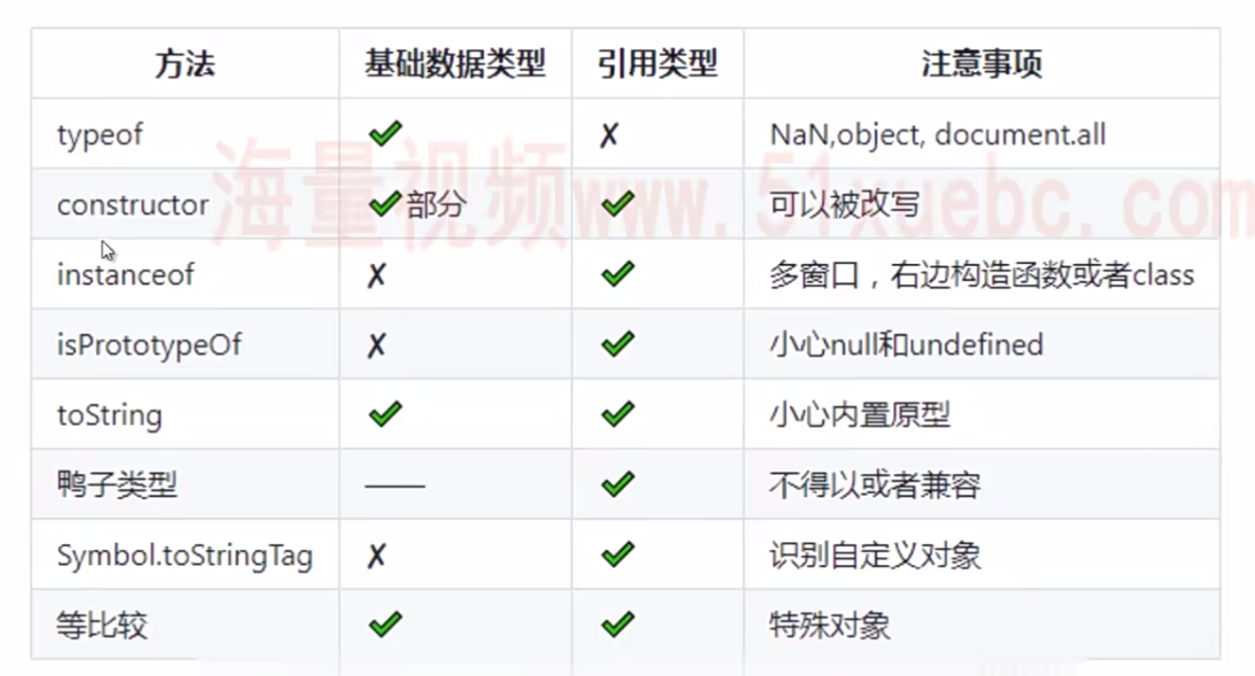 方法 基础数据类型 引用类型 注意事项
typeof ✔ ✗ NaN,object, document.all
constructor ✔部分 ✔ 可以被改写
instanceof ✗ ✔ 多窗口，右边构造函数或者class
isPrototypeOf ✗ ✔ 小心null和undefined
toString ✔ ✔ 小心内置原型
鸭子类型 —— ✔ 不得以或者兼容
Symbol.toStringTag ✗ ✔ 识别自定义对象
等比较 ✔ ✔ 特殊对象
海量视频www.51xuebc.com